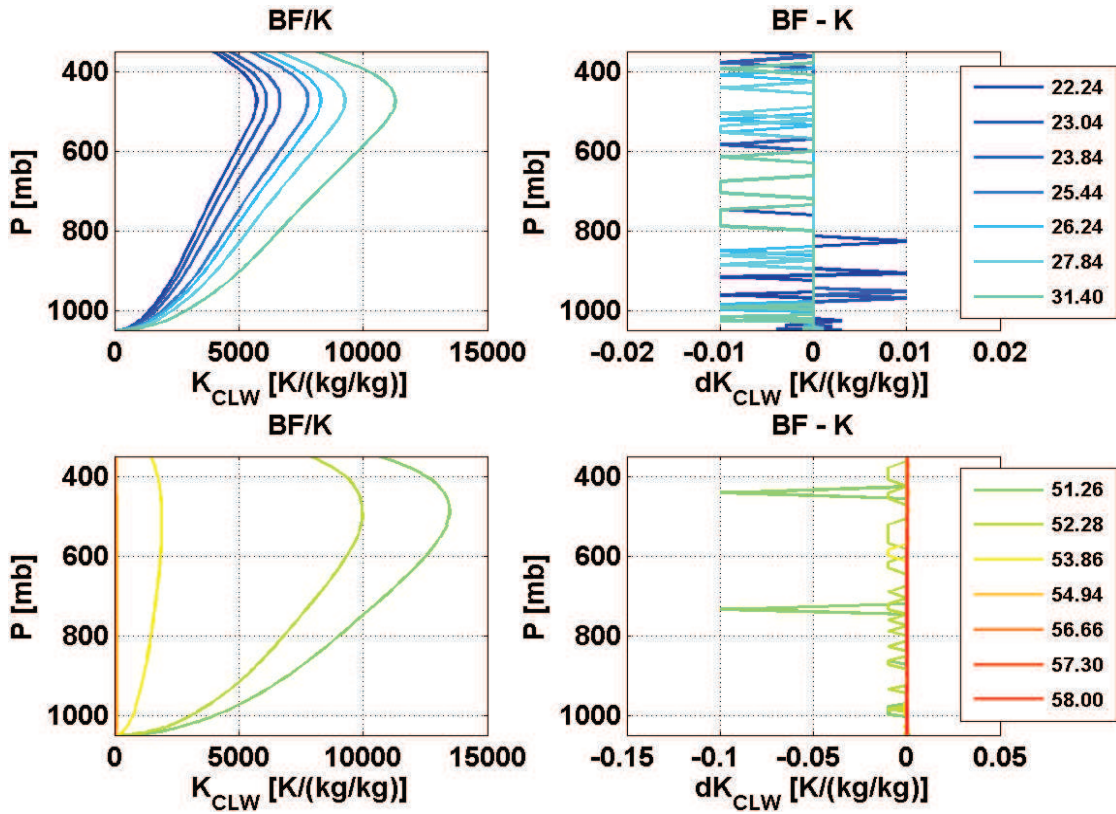 BF/K
400
600
800
1000
P [mb]
0 5000 10000 15000
K_CLW [K/(kg/kg)]
BF - K
400
600
800
1000
P [mb]
-0.02 -0.01 0 0.01 0.02
dK_CLW [K/(kg/kg)]
22.24
23.04
23.84
25.44
26.24
27.84
31.40
BF/K
400
600
800
1000
P [mb]
0 5000 10000 15000
K_CLW [K/(kg/kg)]
BF - K
400
600
800
1000
P [mb]
-0.15 -0.1 -0.05 0 0.05
dK_CLW [K/(kg/kg)]
51.26
52.28
53.86
54.94
56.66
57.30
58.00